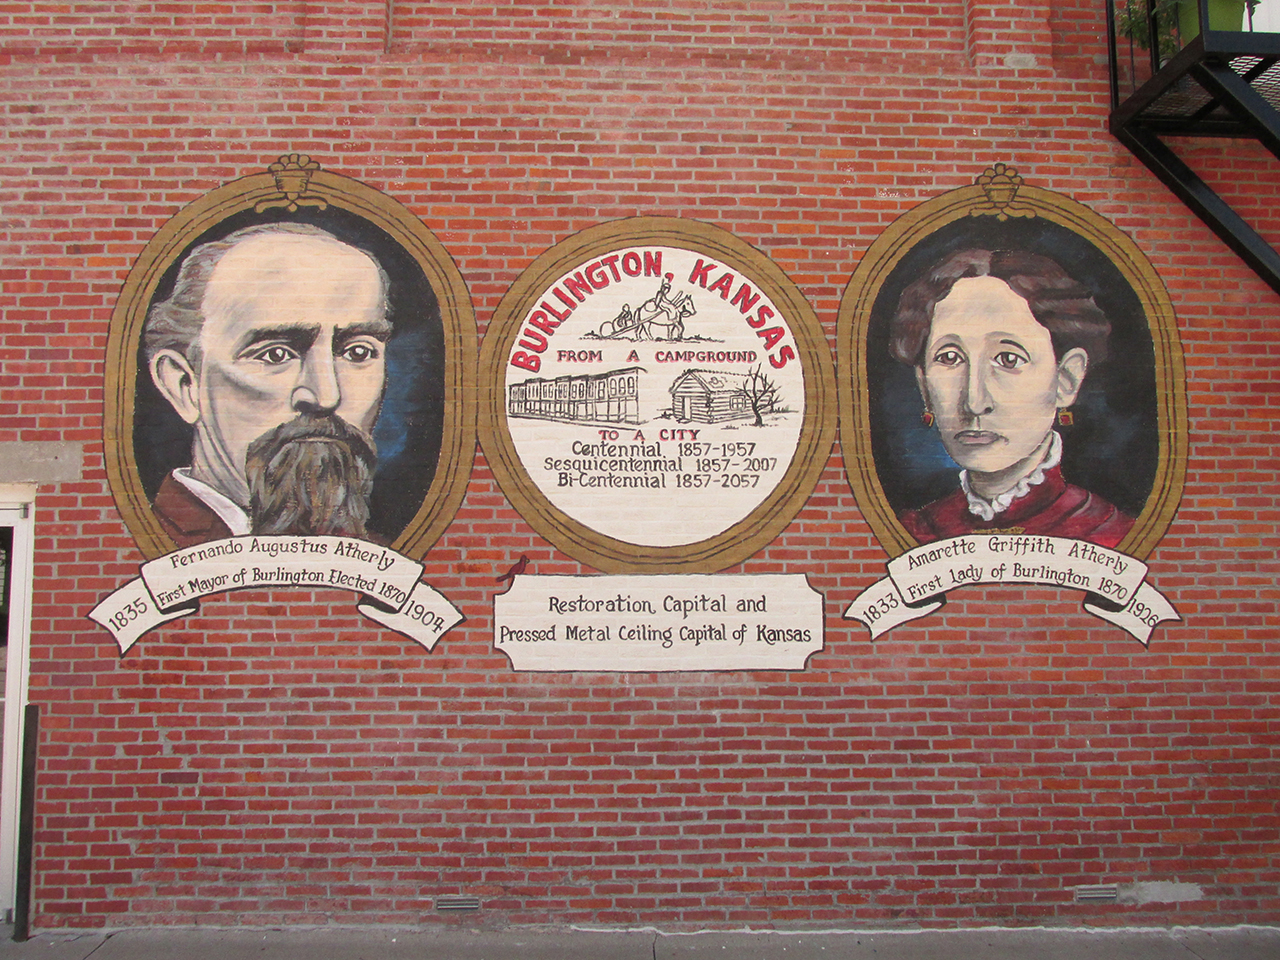 BURLINGTON, KANSAS
FROM A CAMPGROUND
TO A CITY
Centennial, 1857-1957
Sesquicentennial 1857-2007
Bi-Centennial 1857-2057
Fernando Augustus Atherly
First Mayor of Burlington Elected 1870
1835 1904
Restoration, Capital and
Pressed Metal Ceiling Capital of Kansas
Amarette Griffith Atherly
First Lady of Burlington 1870
1833 1926